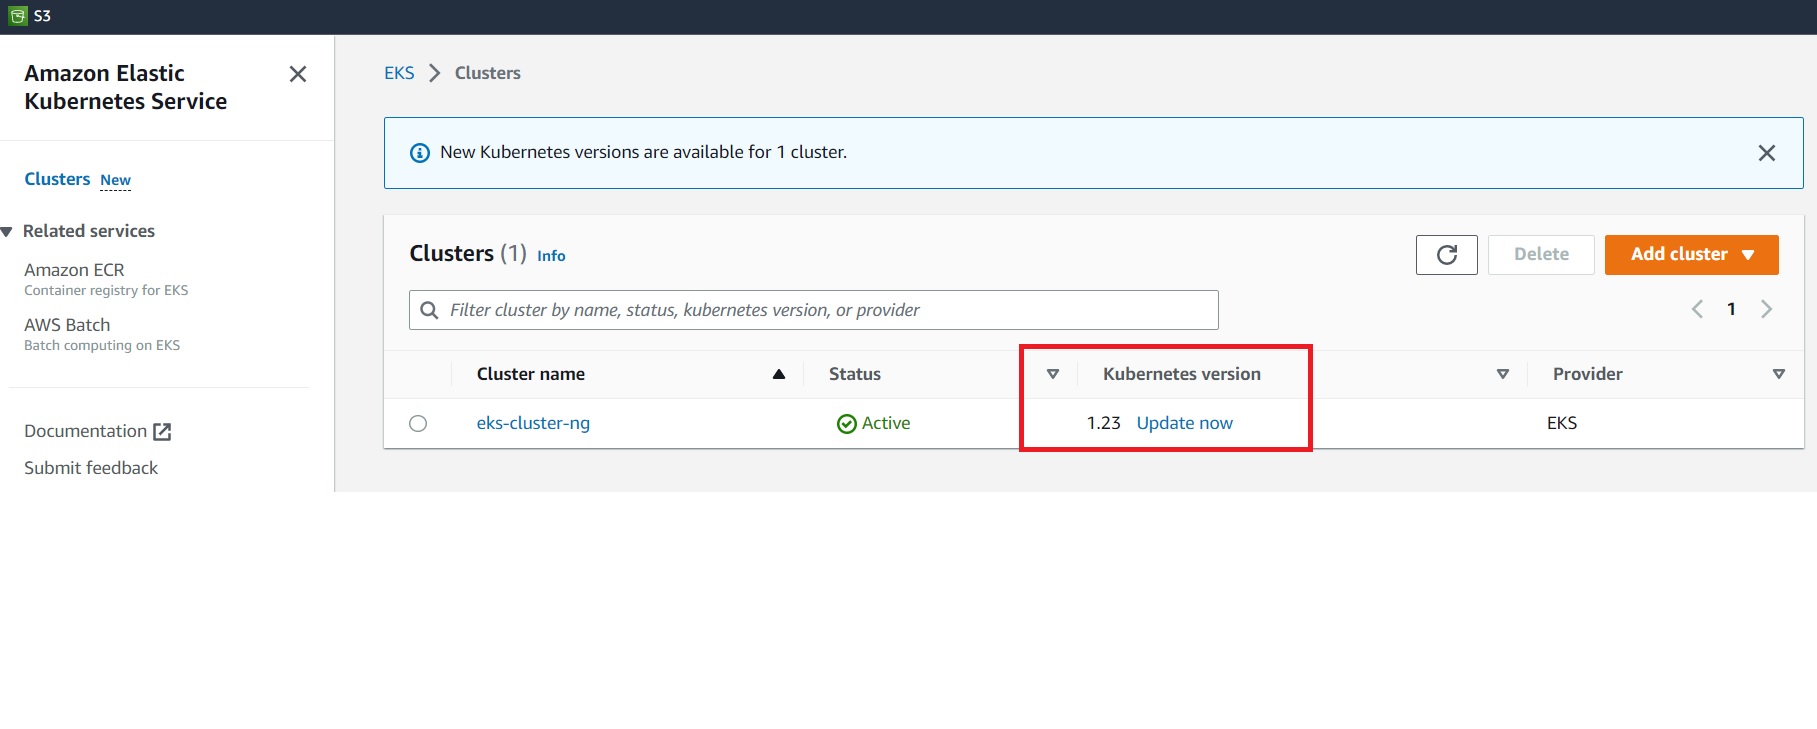 S3
Amazon Elastic
Kubernetes Service
Clusters New
Related services
Amazon ECR
Container registry for EKS
AWS Batch
Batch computing on EKS
Documentation
Submit feedback
EKS Clusters
New Kubernetes versions are available for 1 cluster.
Clusters (1) Info
Delete
Add cluster
Filter cluster by name, status, kubernetes version, or provider
1
Cluster name Status Kubernetes version Provider
eks-cluster-ng Active 1.23 Update now EKS